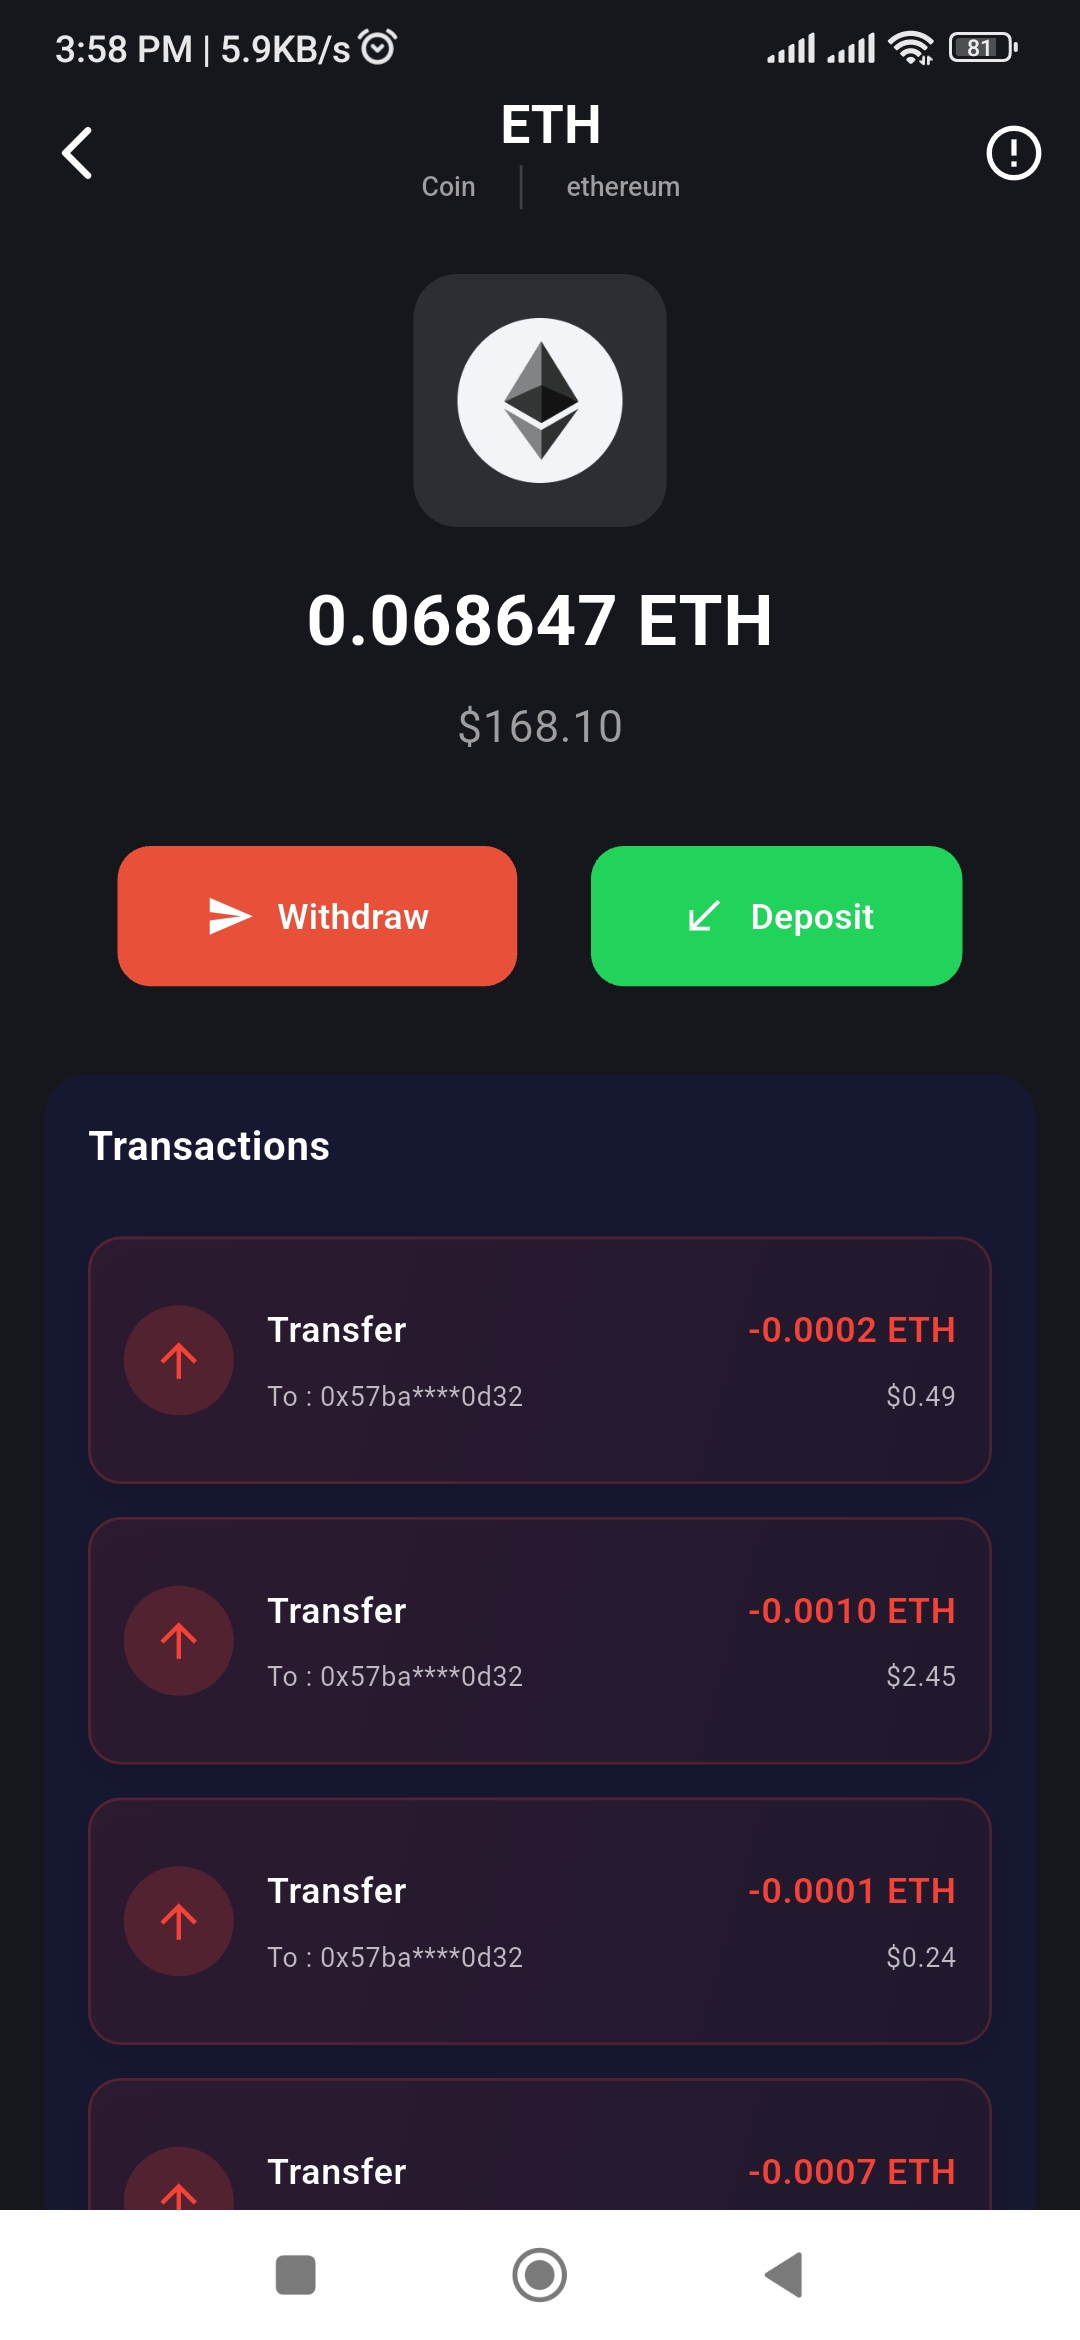 3:58 PM | 5.9KB/s
81
ETH
Coin
ethereum
0.068647 ETH
$168.10
Withdraw
Deposit
Transactions
Transfer
-0.0002 ETH
To : 0x57ba****0d32
$0.49
Transfer
-0.0010 ETH
To : 0x57ba****0d32
$2.45
Transfer
-0.0001 ETH
To : 0x57ba****0d32
$0.24
Transfer
-0.0007 ETH